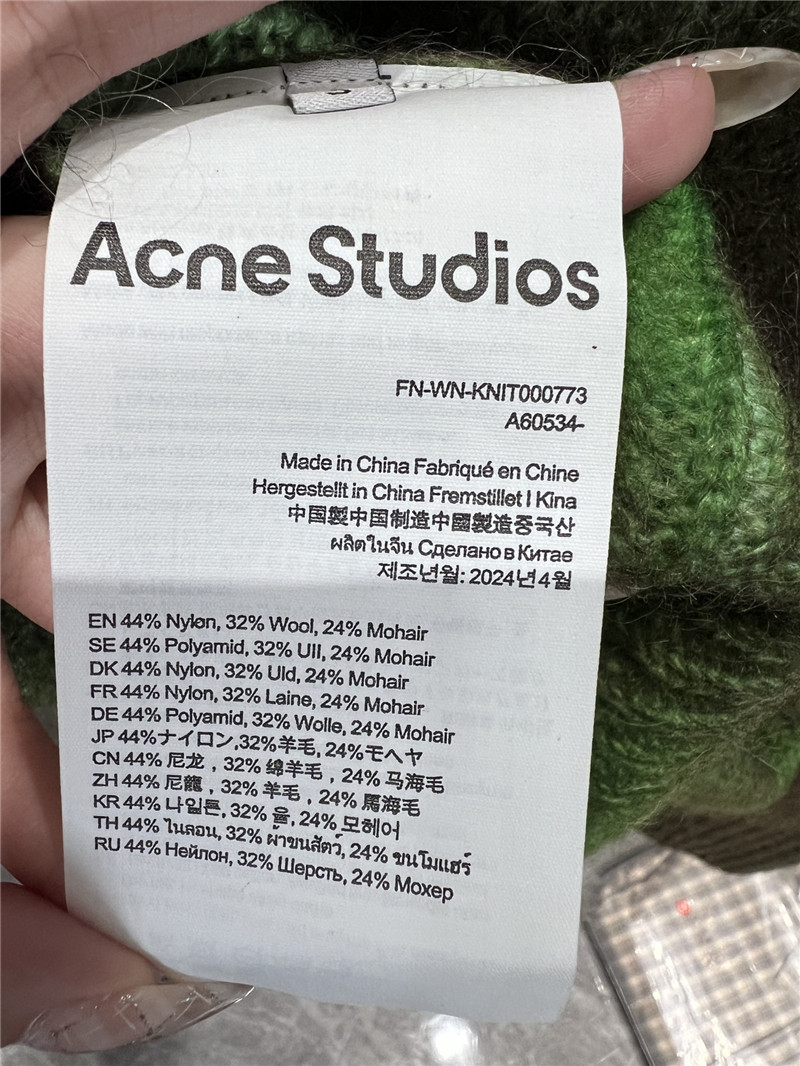 Acne Studios
FN-WN-KNIT000773
A60534-
Made in China Fabriqué en Chine
Hergestellt in China Fremstillet I Kina
中国製中国制造中國製造중국산
ผลิตในจีน Сделано в Китае
제조년월: 2024년4월
EN 44% Nylon, 32% Wool, 24% Mohair
SE 44% Polyamid, 32% Ull, 24% Mohair
DK 44% Nylon, 32% Uld, 24% Mohair
FR 44% Nylon, 32% Laine, 24% Mohair
DE 44% Polyamid, 32% Wolle, 24% Mohair
JP 44%ナイロン,32%羊毛, 24%モヘヤ
CN 44% 尼龙，32% 绵羊毛，24% 马海毛
ZH 44% 尼龍，32% 羊毛，24% 馬海毛
KR 44% 나일론, 32% 울, 24% 모헤어
TH 44% ไนลอน, 32% ผ้าขนสัตว์, 24% ขนโมแฮร์
RU 44% Нейлон, 32% Шерсть, 24% Мохер